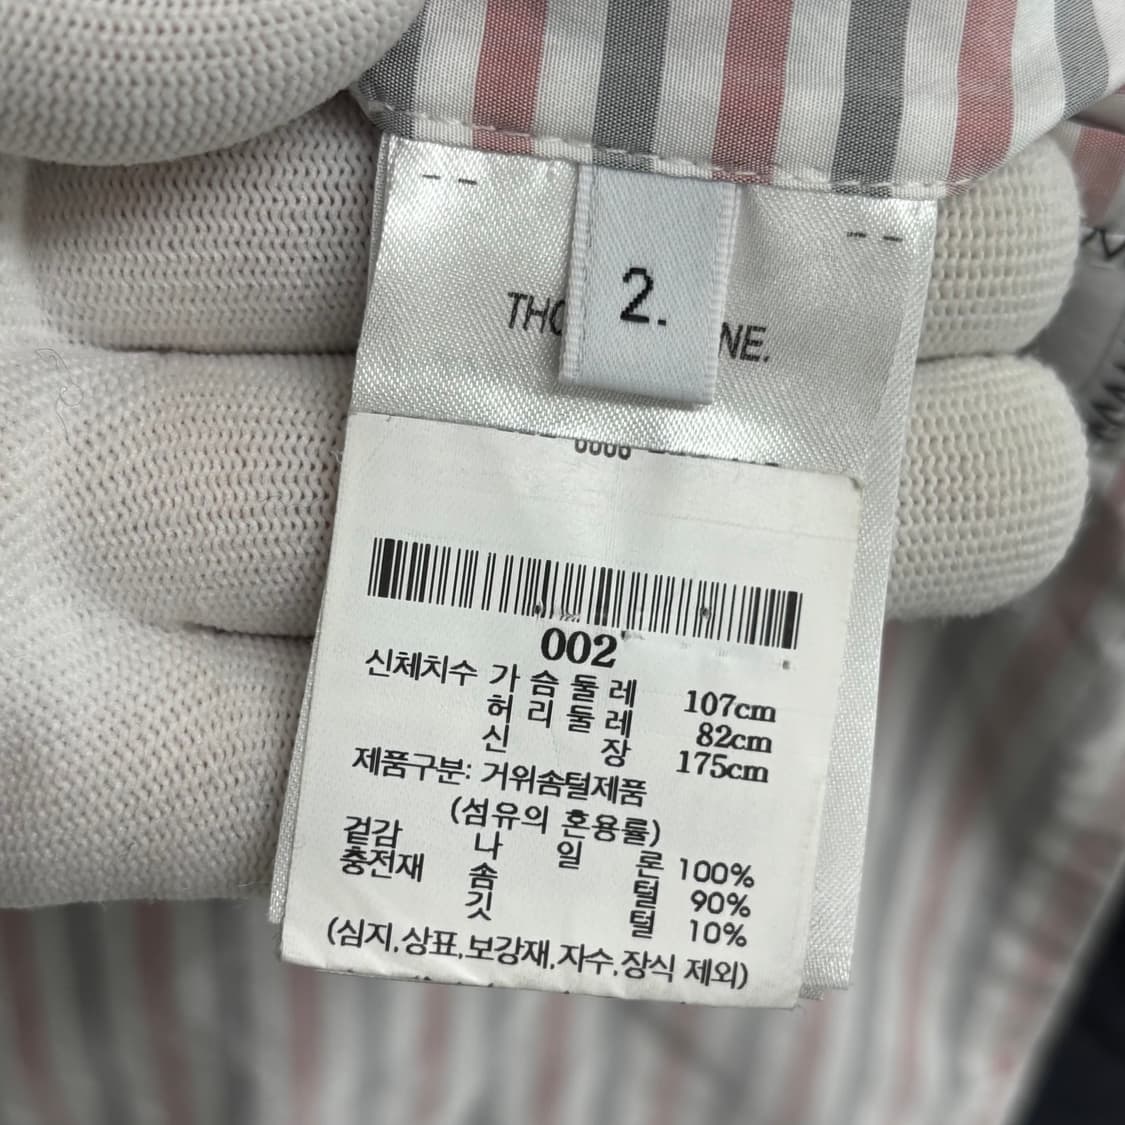 2.
NE.
002
신체치수 가슴둘레 107cm
허리둘레 82cm
신장 175cm
제품구분: 거위솜털제품
(섬유의 혼용률)
겉감 나일론 100%
충전재 솜털 90%
깃털 10%
(심지,상표,보강재,자수,장식 제외)